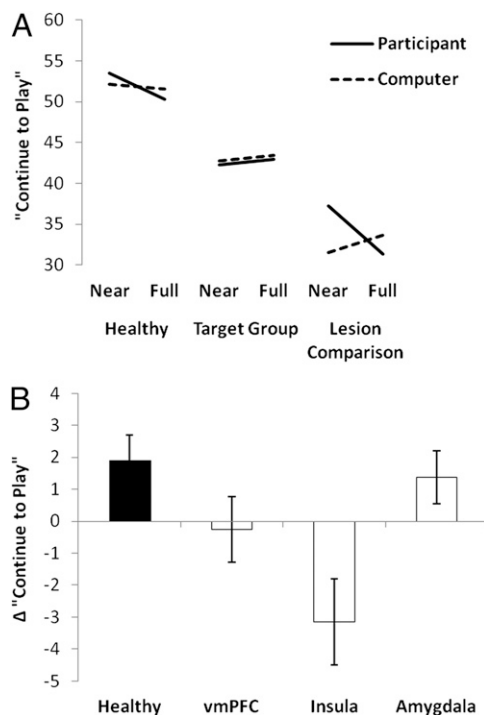 A
60
55
50
45
40
35
30
"Continue to Play"
Participant
Computer
Near Full Near Full Near Full
Healthy Target Group Lesion
Comparison
B
4
3
2
1
0
-1
-2
-3
-4
-5
Δ "Continue to Play"
Healthy vmPFC Insula Amygdala